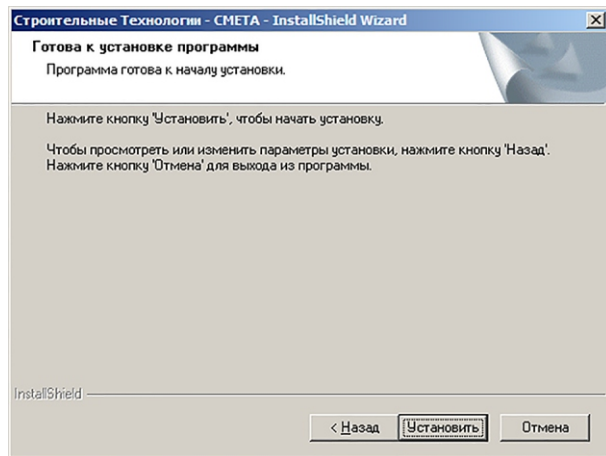 Строительные Технологии - СМЕТА - InstallShield Wizard
Готова к установке программы
Программа готова к началу установки.
Нажмите кнопку 'Установить', чтобы начать установку.
Чтобы просмотреть или изменить параметры установки, нажмите кнопку 'Назад'.
Нажмите кнопку 'Отмена' для выхода из программы.
InstallShield
< Назад Установить Отмена